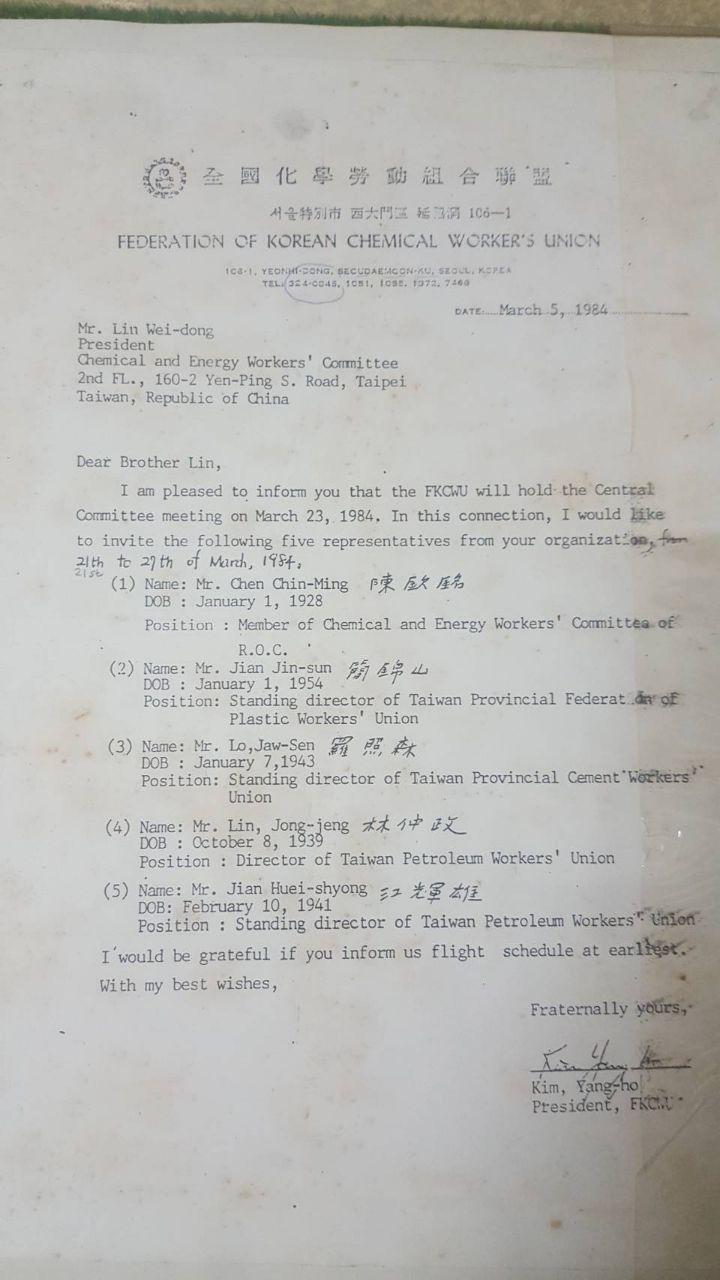 全國化學勞動組合聯盟
서울特別市 西大門區 延禧洞 106—1
FEDERATION OF KOREAN CHEMICAL WORKER'S UNION
108-1, YEONHI-DONG, SEOUDAEMOON-KU, SEOUL, KOREA
TEL. 324-0046, 1051, 1055, 1372, 7468
DATE: March 5, 1984
Mr. Lin Wei-dong
President
Chemical and Energy Workers' Committee
2nd FL., 160-2 Yen-Ping S. Road, Taipei
Taiwan, Republic of China
Dear Brother Lin,
I am pleased to inform you that the FKCWU will hold the Central
Committee meeting on March 23, 1984. In this connection, I would like
to invite the following five representatives from your organization, from
21th to 27th of March, 1984.
21st
(1) Name: Mr. Chen Chin-Ming 陳欽銘
DOB : January 1, 1928
Position : Member of Chemical and Energy Workers' Committee of
R.O.C.
(2) Name: Mr. Jian Jin-sun 簡錦山
DOB : January 1, 1954
Position: Standing director of Taiwan Provincial Federation of
Plastic Workers' Union
(3) Name: Mr. Lo,Jaw-Sen 羅照森
DOB : January 7,1943
Position: Standing director of Taiwan Provincial Cement Workers'
Union
(4) Name: Mr. Lin, Jong-jeng 林仲政
DOB : October 8, 1939
Position : Director of Taiwan Petroleum Workers' Union
(5) Name: Mr. Jian Huei-shyong 江輝雄
DOB: February 10, 1941
Position : Standing director of Taiwan Petroleum Workers' Union
I would be grateful if you inform us flight schedule at earliest.
With my best wishes,
Fraternally yours,
Kim, Yang-ho
President, FKCWU